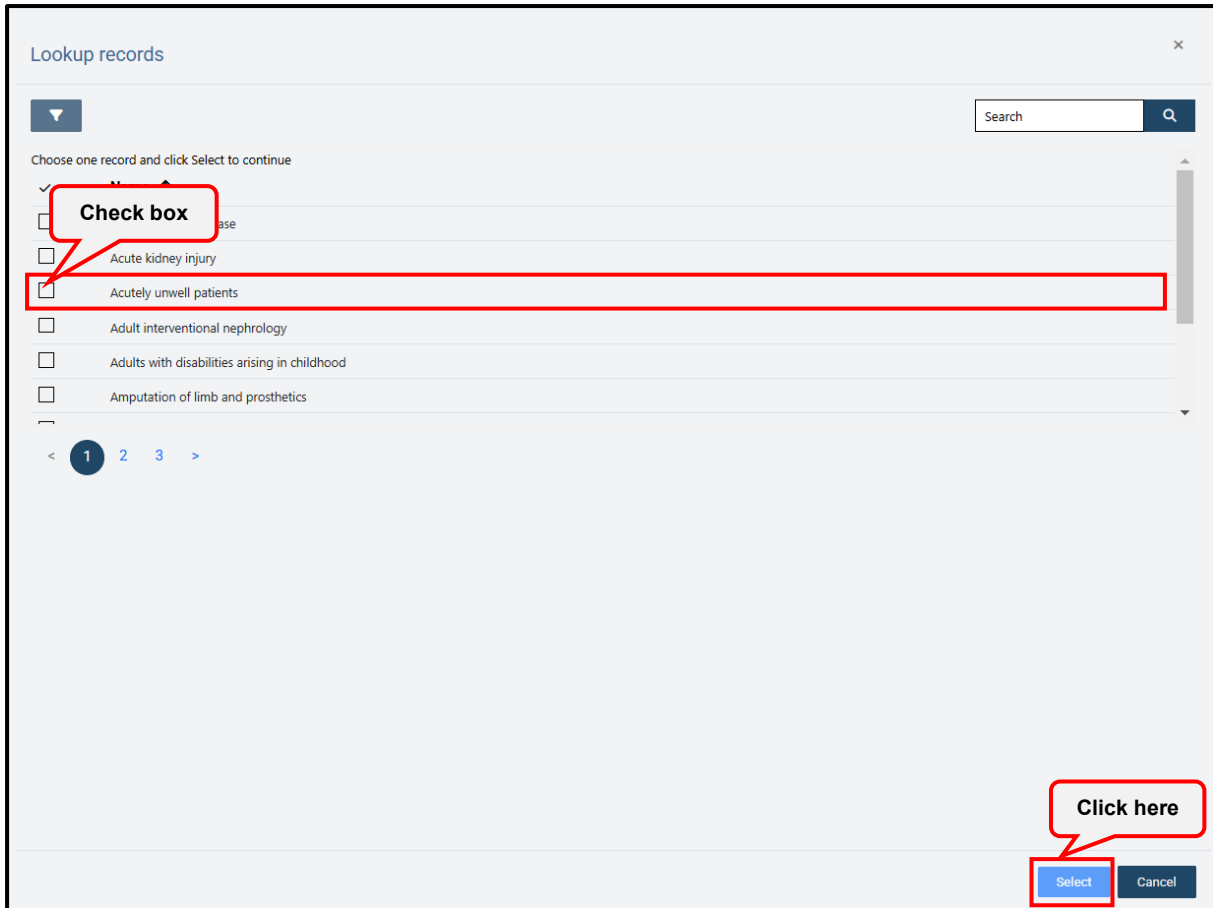 Lookup records
×
Search
Choose one record and click Select to continue
Check box
ase
Acute kidney injury
Acutely unwell patients
Adult interventional nephrology
Adults with disabilities arising in childhood
Amputation of limb and prosthetics
< 1 2 3 >
Click here
Select Cancel